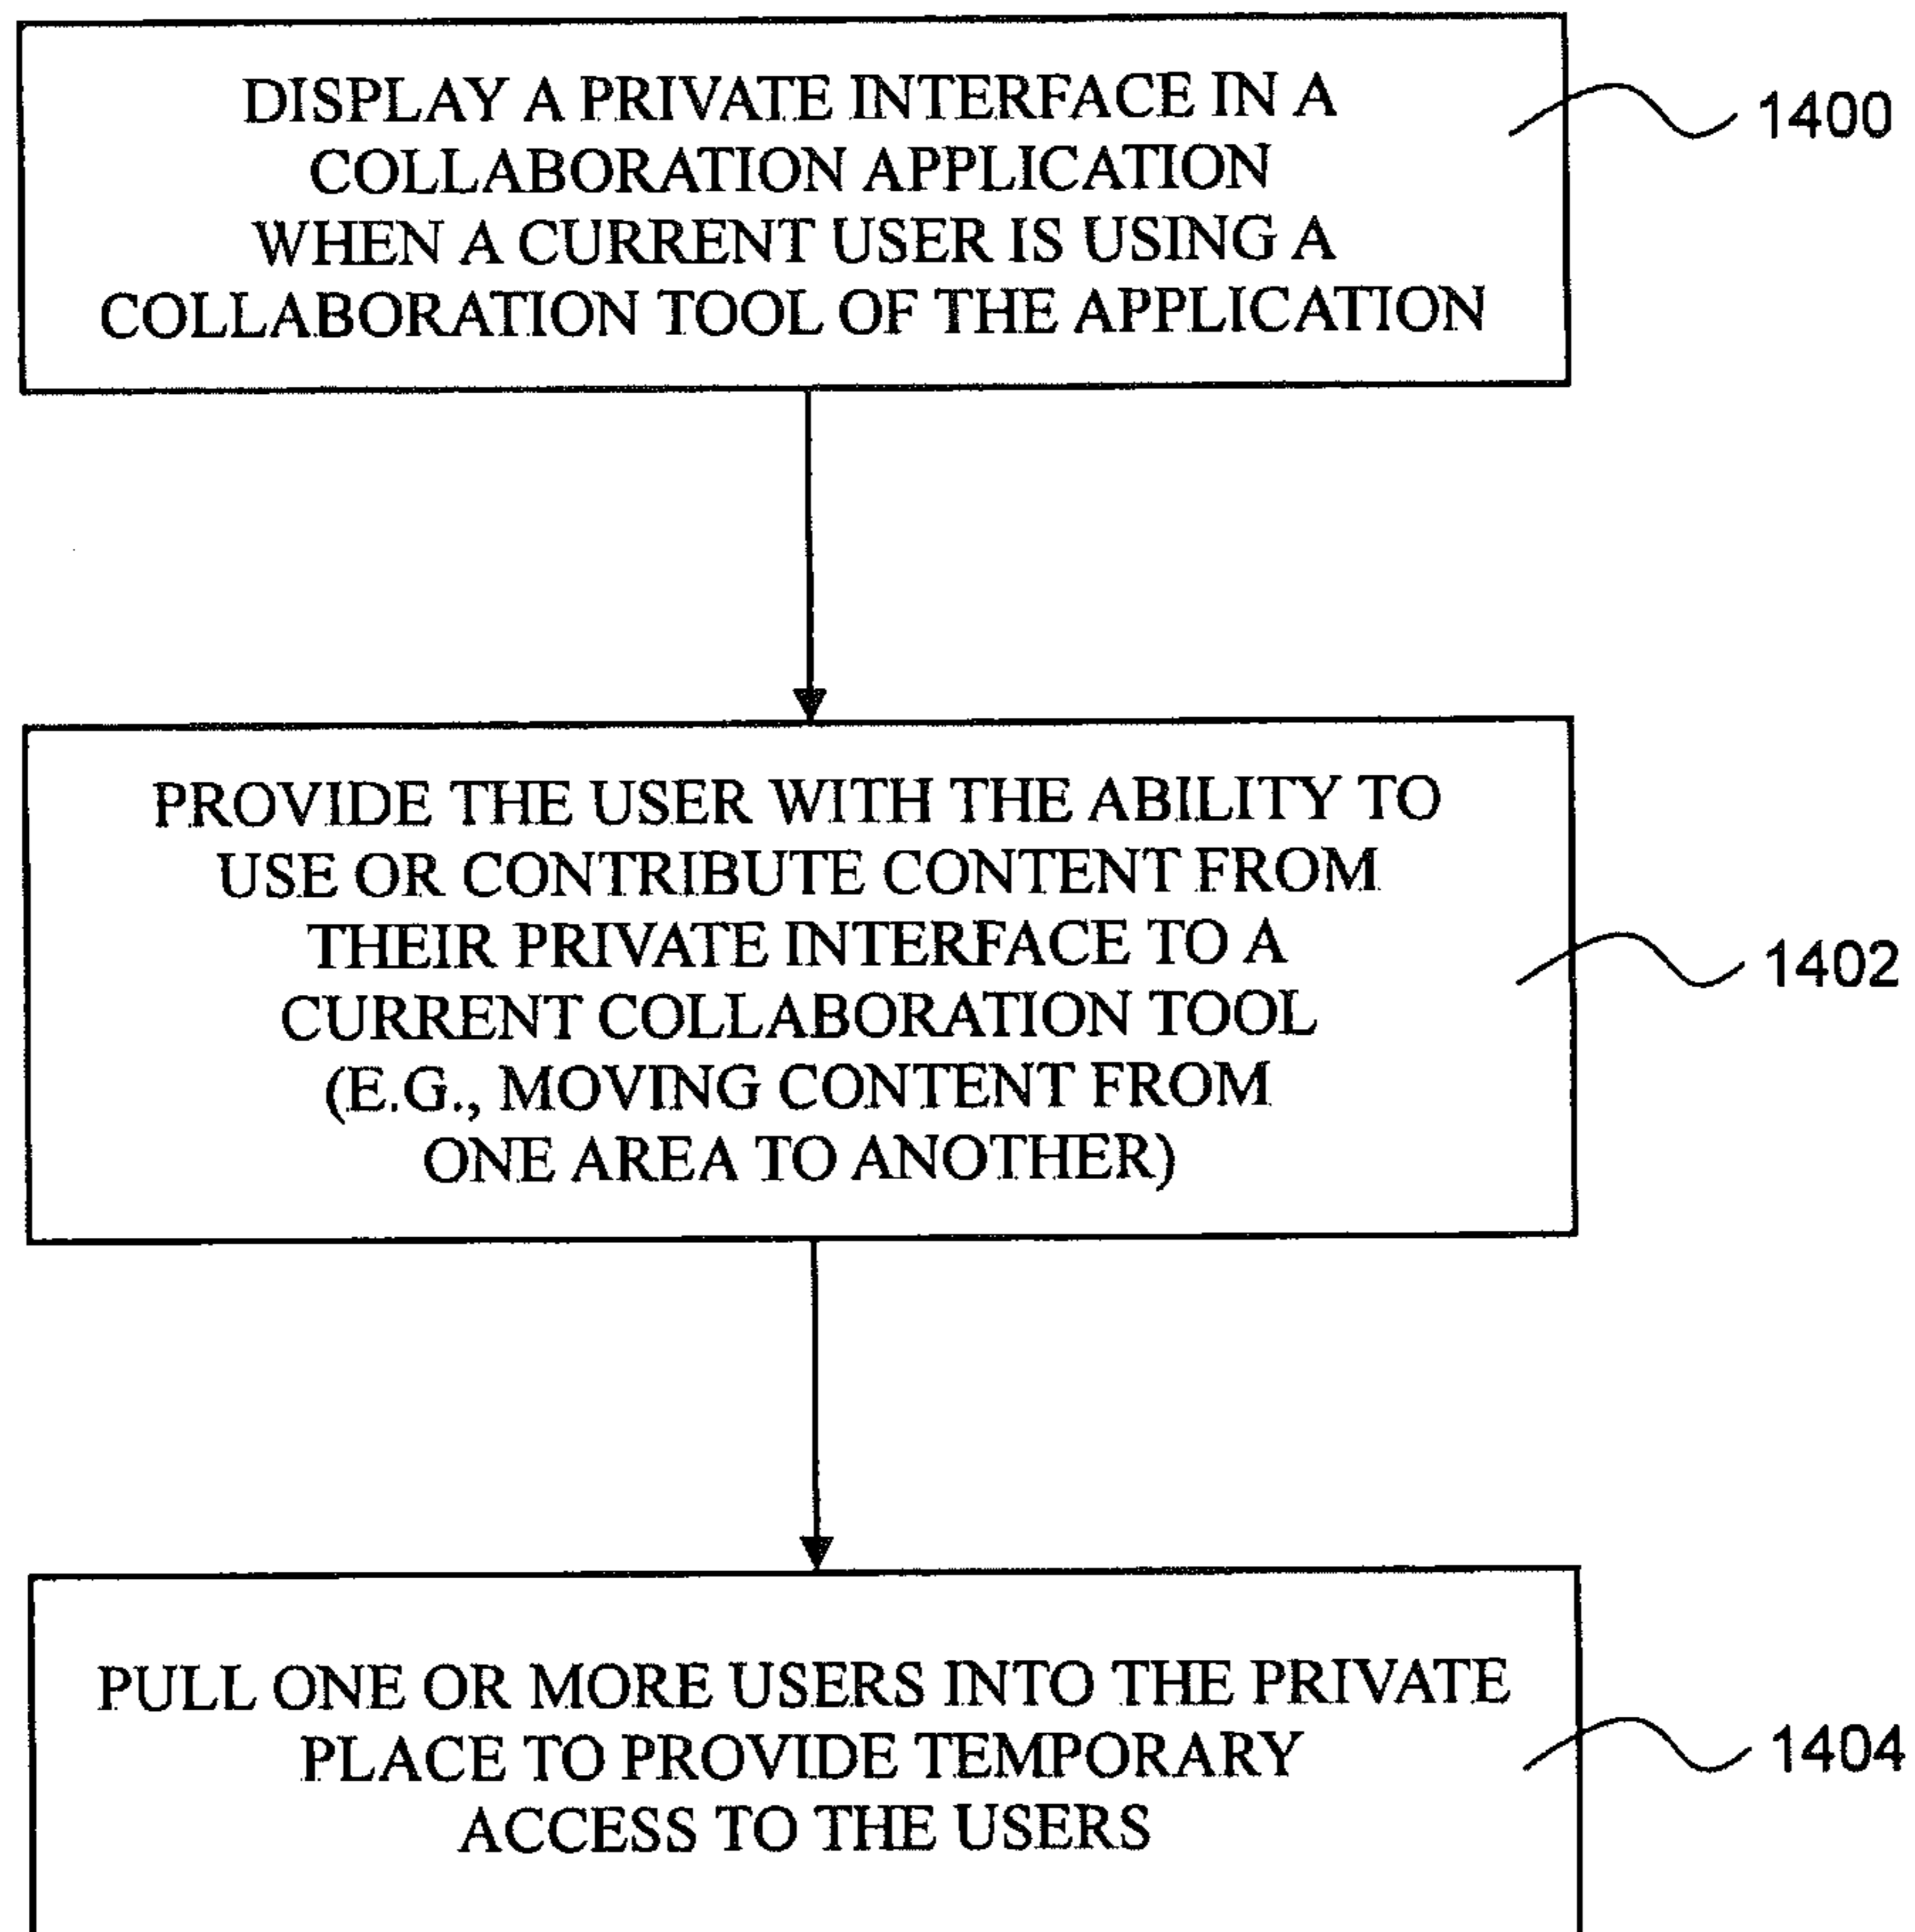 DISPLAY A PRIVATE INTERFACE IN A
COLLABORATION APPLICATION
WHEN A CURRENT USER IS USING A
COLLABORATION TOOL OF THE APPLICATION
1400
PROVIDE THE USER WITH THE ABILITY TO
USE OR CONTRIBUTE CONTENT FROM
THEIR PRIVATE INTERFACE TO A
CURRENT COLLABORATION TOOL
(E.G., MOVING CONTENT FROM
ONE AREA TO ANOTHER)
1402
PULL ONE OR MORE USERS INTO THE PRIVATE
PLACE TO PROVIDE TEMPORARY
ACCESS TO THE USERS
1404